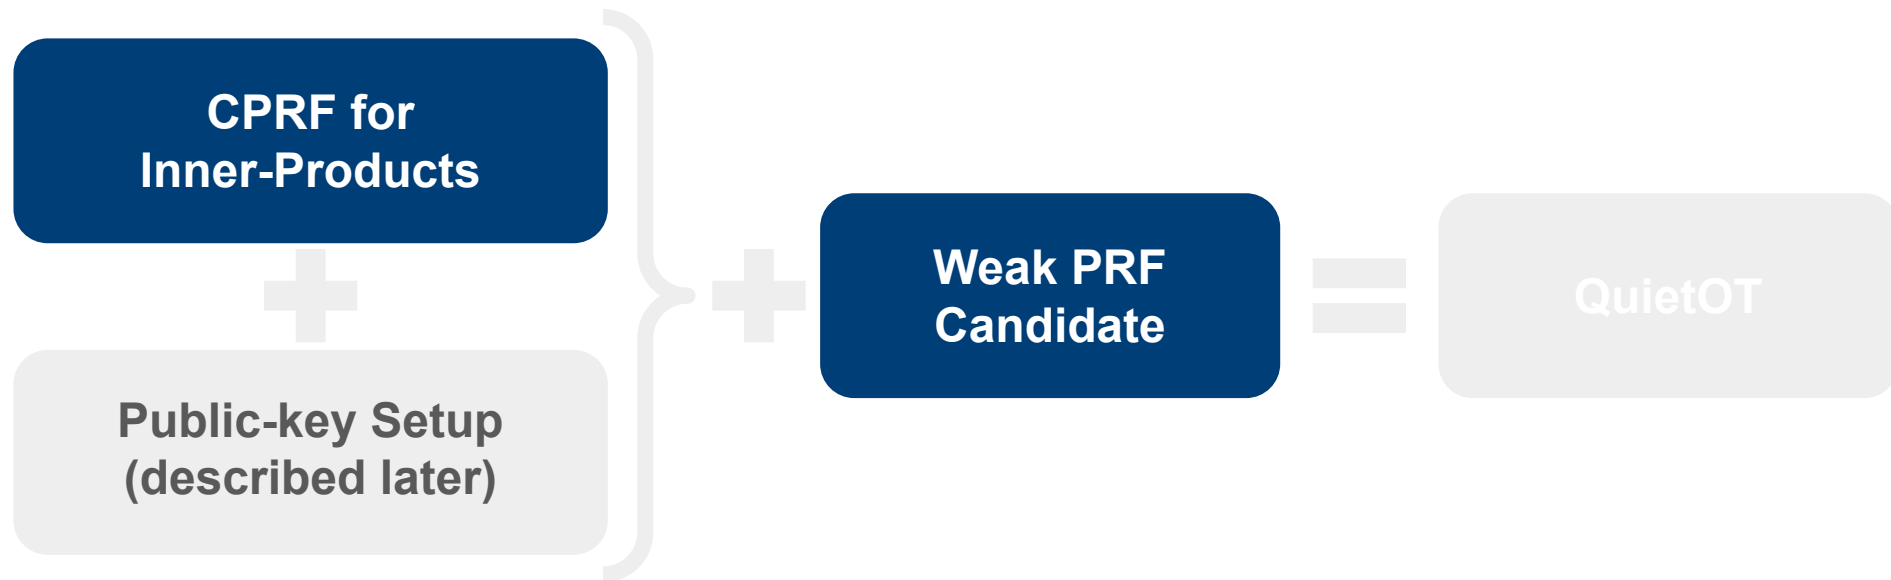 CPRF for
Inner-Products
Public-key Setup
(described later)
Weak PRF
Candidate
QuietOT